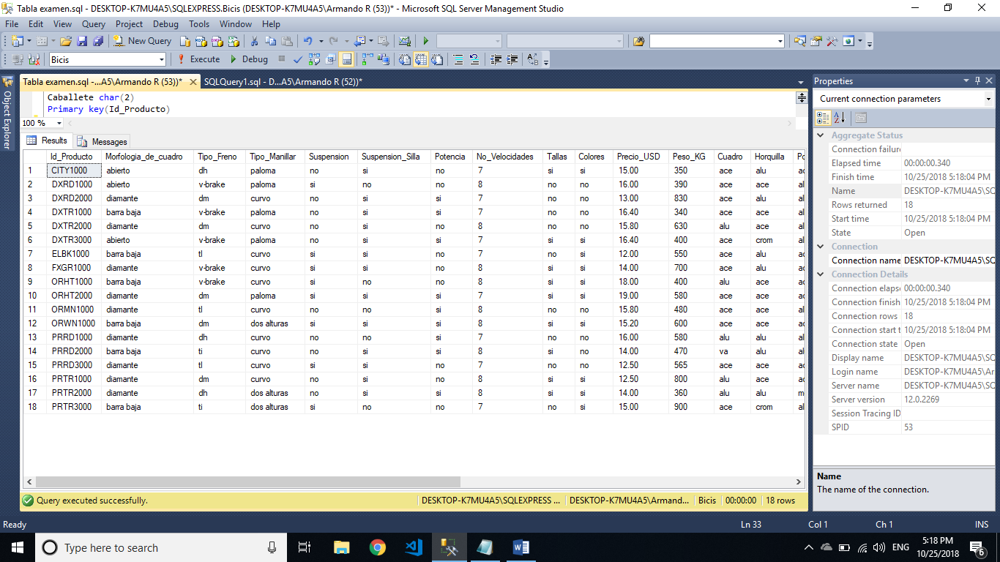 Tabla examen.sql - DESKTOP-K7MU4A5\SQLEXPRESS.Bicis (DESKTOP-K7MU4A5\Armando R (53))* - Microsoft SQL Server Management Studio
File Edit View Query Project Debug Tools Window Help
New Query
Bicis Execute Debug
Tabla examen.sql -...A5\Armando R (53))* SQLQuery1.sql - D...A5\Armando R (52))*
Object Explorer
Caballete char(2)
Primary key(Id_Producto)
100 %
Results Messages
Id_Producto Morfologia_de_cuadro Tipo_Freno Tipo_Manillar Suspension Suspension_Silla Potencia No_Velocidades Tallas Colores Precio_USD Peso_KG Cuadro Horquilla Po
1 CITY1000 abierto dh paloma no si no 7 si si 15.00 350 ace alu ac
2 DXRD1000 abierto v-brake paloma si no no 8 no no 16.00 390 ace ace al
3 DXRD2000 diamante dm curvo no si si 7 no no 13.00 830 ace alu ac
4 DXTR1000 barra baja v-brake paloma no si si 7 no no 16.40 340 ace ace al
5 DXTR2000 diamante dm curvo no si no 8 no no 15.80 630 alu ace ac
6 DXTR3000 abierto v-brake paloma no si si 7 si si 16.40 400 ace crom al
7 ELBK1000 barra baja tl curvo si si no 7 no si 12.00 550 ace alu ac
8 FXGR1000 diamante v-brake curvo si si no 8 si si 14.00 700 ace alu al
9 ORHT1000 barra baja v-brake curvo si no no 8 si si 18.00 400 alu ace ac
10 ORHT2000 diamante dm paloma si si si 7 si si 19.00 580 ace ace al
11 ORMN1000 diamante tl curvo no no si 8 no no 15.80 480 ace ace ac
12 ORWN1000 barra baja dm dos alturas si si si 8 si si 15.20 600 ace ace al
13 PRRD1000 diamante dh curvo no no si 7 no no 16.00 580 alu alu ac
14 PRRD2000 barra baja ti curvo no si si 8 si no 14.00 470 va alu al
15 PRRD3000 diamante tl curvo si si no 7 no no 12.50 565 ace ace ac
16 PRTR1000 diamante dm curvo no si no 8 si si 12.50 800 alu ace ac
17 PRTR2000 diamante dh dos alturas no si si 8 si si 14.00 360 alu alu m
18 PRTR3000 barra baja ti dos alturas si no no 7 no si 15.00 900 ace crom al
Query executed successfully. DESKTOP-K7MU4A5\SQLEXPRESS ... DESKTOP-K7MU4A5\Armand... Bicis 00:00:00 18 rows
Properties
Current connection parameters
Aggregate Status
Connection failure
Elapsed time 00:00:00.340
Finish time 10/25/2018 5:18:04 PM
Name DESKTOP-K7MU4A5\SQ
Rows returned 18
Start time 10/25/2018 5:18:04 PM
State Open
Connection
Connection name DESKTOP-K7MU4A5\SQ
Connection Details
Connection elaps 00:00:00.340
Connection finish 10/25/2018 5:18:04 PM
Connection rows 18
Connection start t 10/25/2018 5:18:04 PM
Connection state Open
Display name DESKTOP-K7MU4A5\SQ
Login name DESKTOP-K7MU4A5\Ar
Server name DESKTOP-K7MU4A5\SQ
Server version 12.0.2269
Session Tracing ID
SPID 53
Name
The name of the connection.
Ready Ln 33 Col 1 Ch 1 INS
Type here to search
ENG
5:18 PM
10/25/2018
6